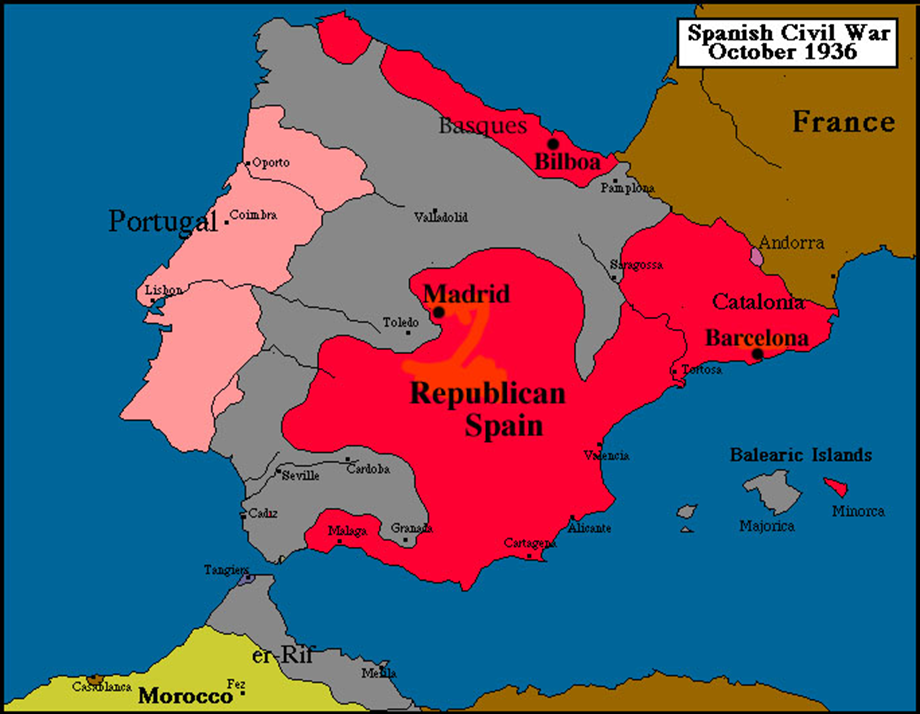 Spanish Civil War
October 1936
France
Basques
Bilboa
Oporto
Pamplona
Portugal
Coimbra
Valladolid
Andorra
Saragossa
Lisbon
Madrid
Catalonia
Toledo
Barcelona
Tortosa
Republican
Spain
Valencia
Balearic Islands
Cardoba
Seville
Cadiz
Majorica
Minorca
Malaga
Granada
Alicante
Cartagena
Tangiers
er-Rif
Melila
Casablanca
Fez
Morocco